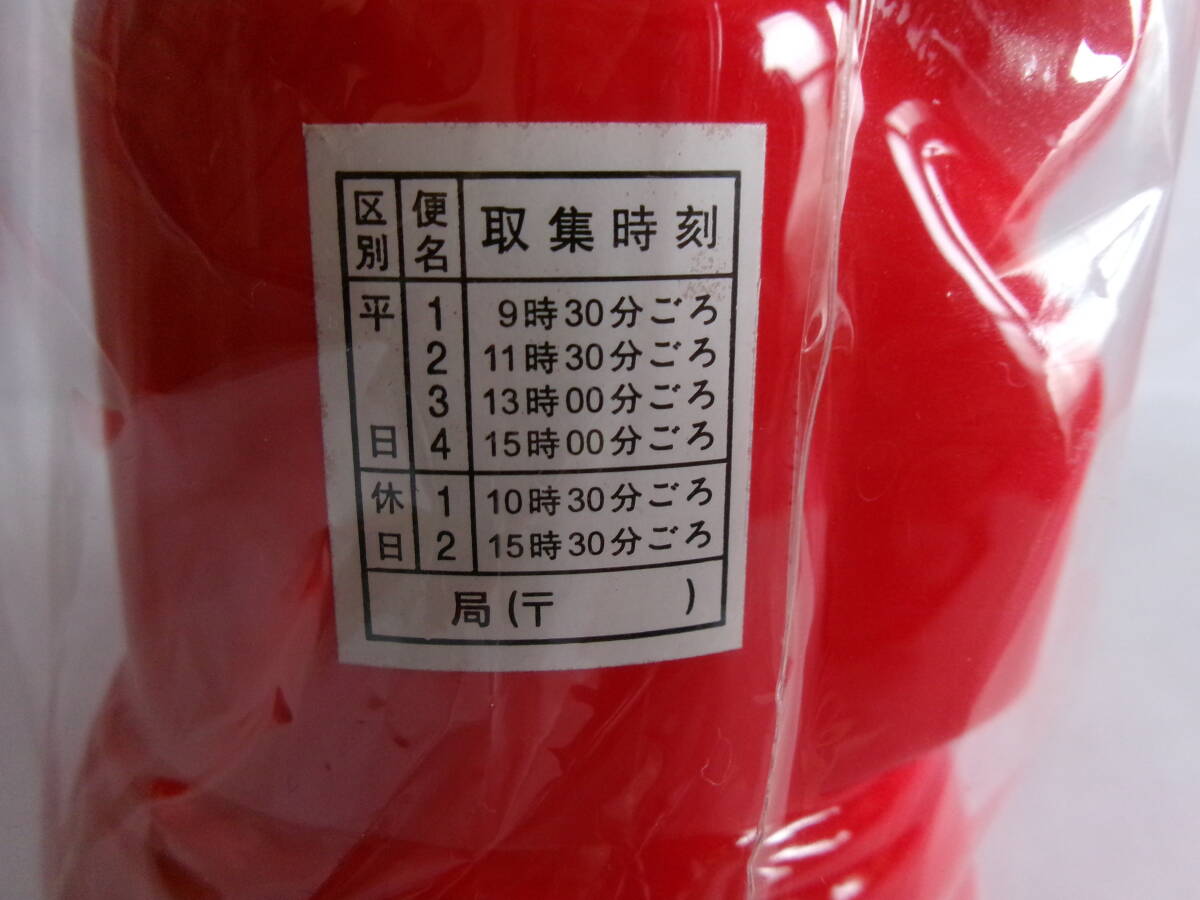 区別 便名 取集時刻
平日 1 9時30分ごろ
2 11時30分ごろ
3 13時00分ごろ
4 15時00分ごろ
休日 1 10時30分ごろ
2 15時30分ごろ
局(〒 )